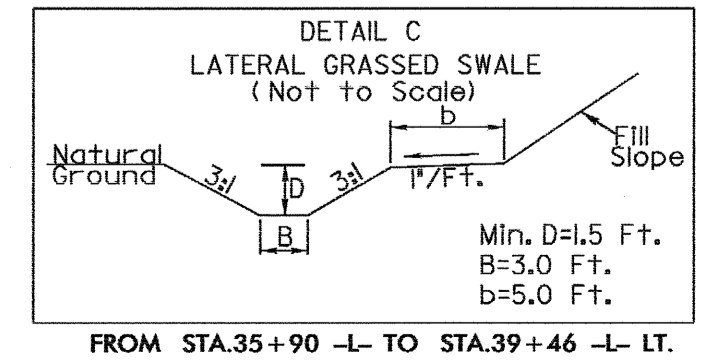 DETAIL C
LATERAL GRASSED SWALE
(Not to Scale)
b
Natural
Ground
3:1
D
3:1
1"/Ft.
Fill
Slope
B
Min. D=1.5 Ft.
B=3.0 Ft.
b=5.0 Ft.
FROM STA.35+90 -L- TO STA.39+46 -L- LT.